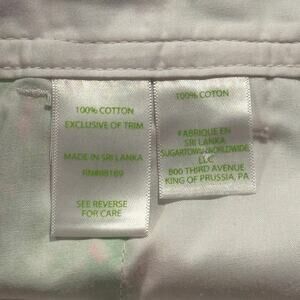 100% COTTON
EXCLUSIVE OF TRIM
MADE IN SRI LANKA
RN#88189
SEE REVERSE
FOR CARE
100% COTON
FABRIQUE EN
SRI LANKA
SUGARTOWN WORLDWIDE
LLC
800 THIRD AVENUE
KING OF PRUSSIA, PA